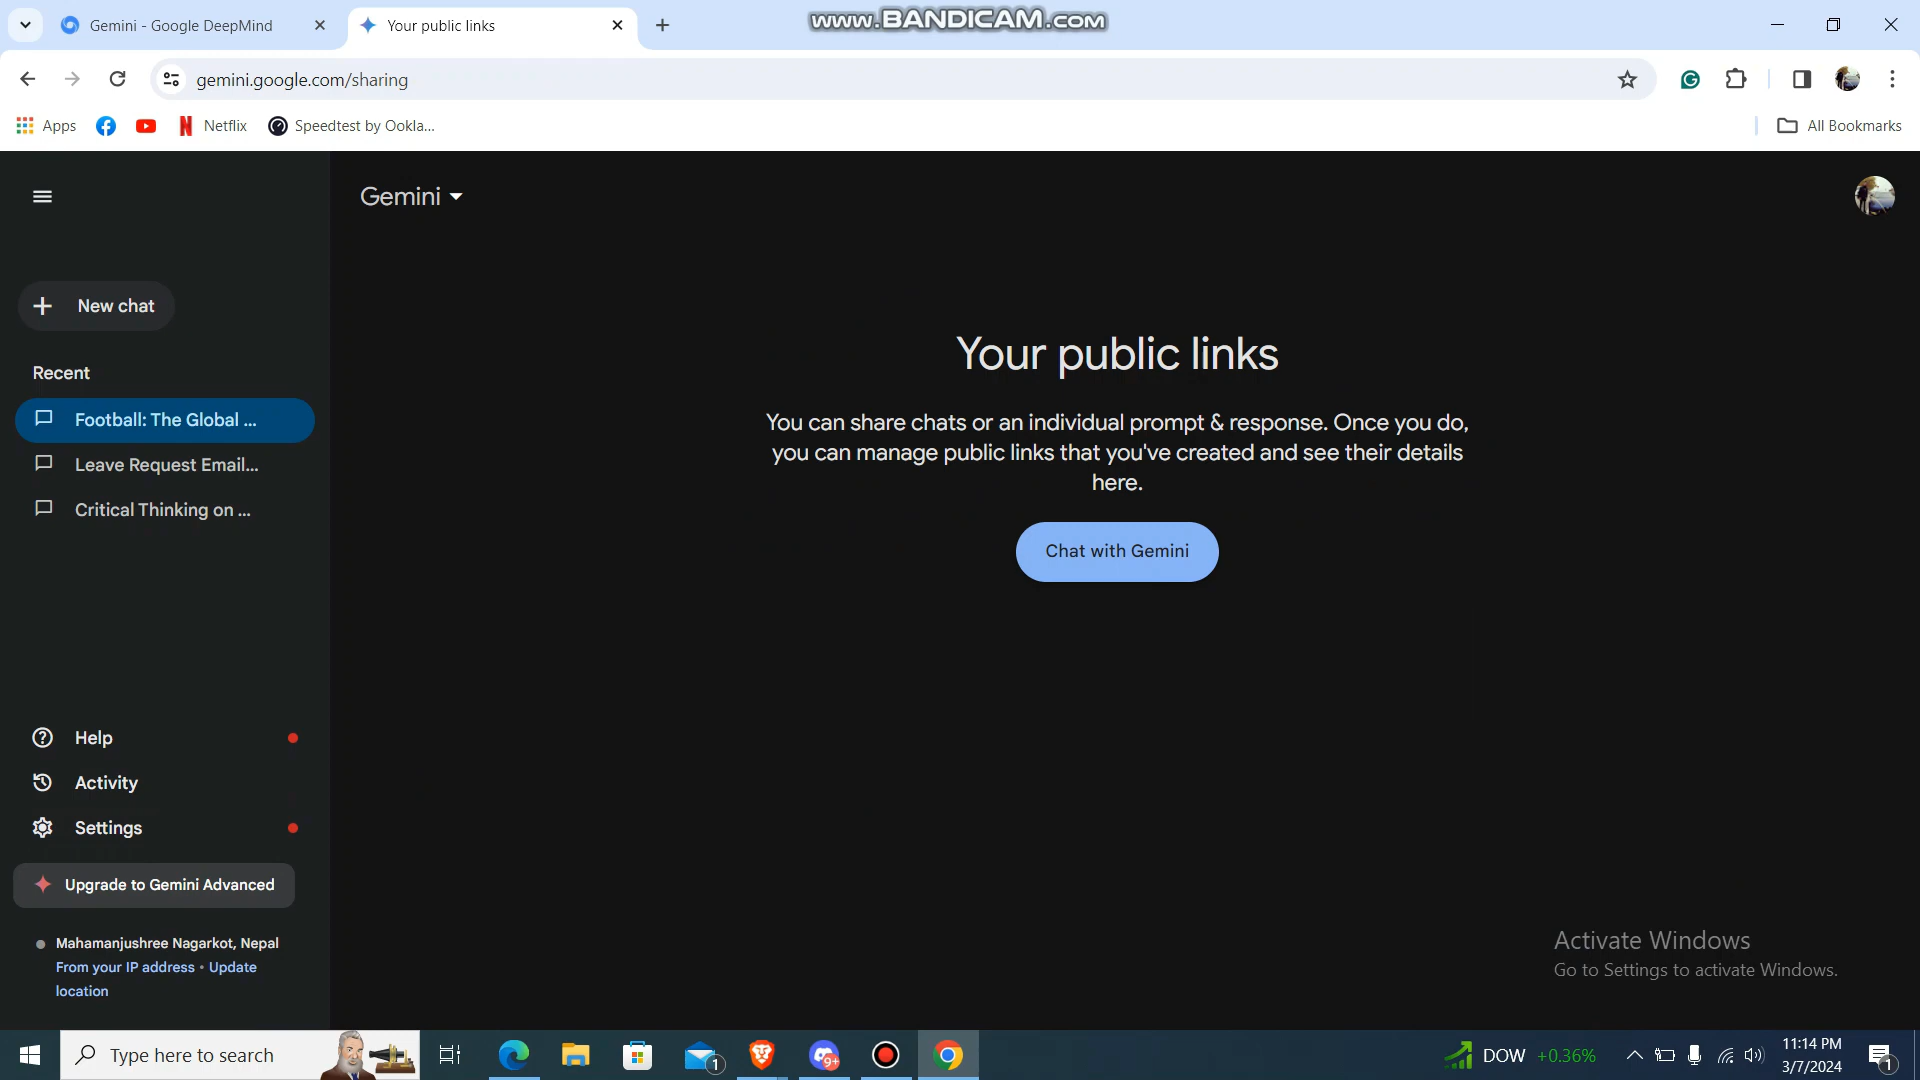 Gemini - Google DeepMind
Your public links
www.BANDICAM.com
gemini.google.com/sharing
Apps
Netflix
Speedtest by Ookla...
All Bookmarks
Gemini
New chat
Recent
Football: The Global ...
Leave Request Email...
Critical Thinking on ...
Your public links
You can share chats or an individual prompt & response. Once you do,
you can manage public links that you've created and see their details
here.
Chat with Gemini
Help
Activity
Settings
Upgrade to Gemini Advanced
Mahamanjushree Nagarkot, Nepal
From your IP address • Update
location
Activate Windows
Go to Settings to activate Windows.
Type here to search
1
9+
DOW +0.36%
11:14 PM
3/7/2024
1